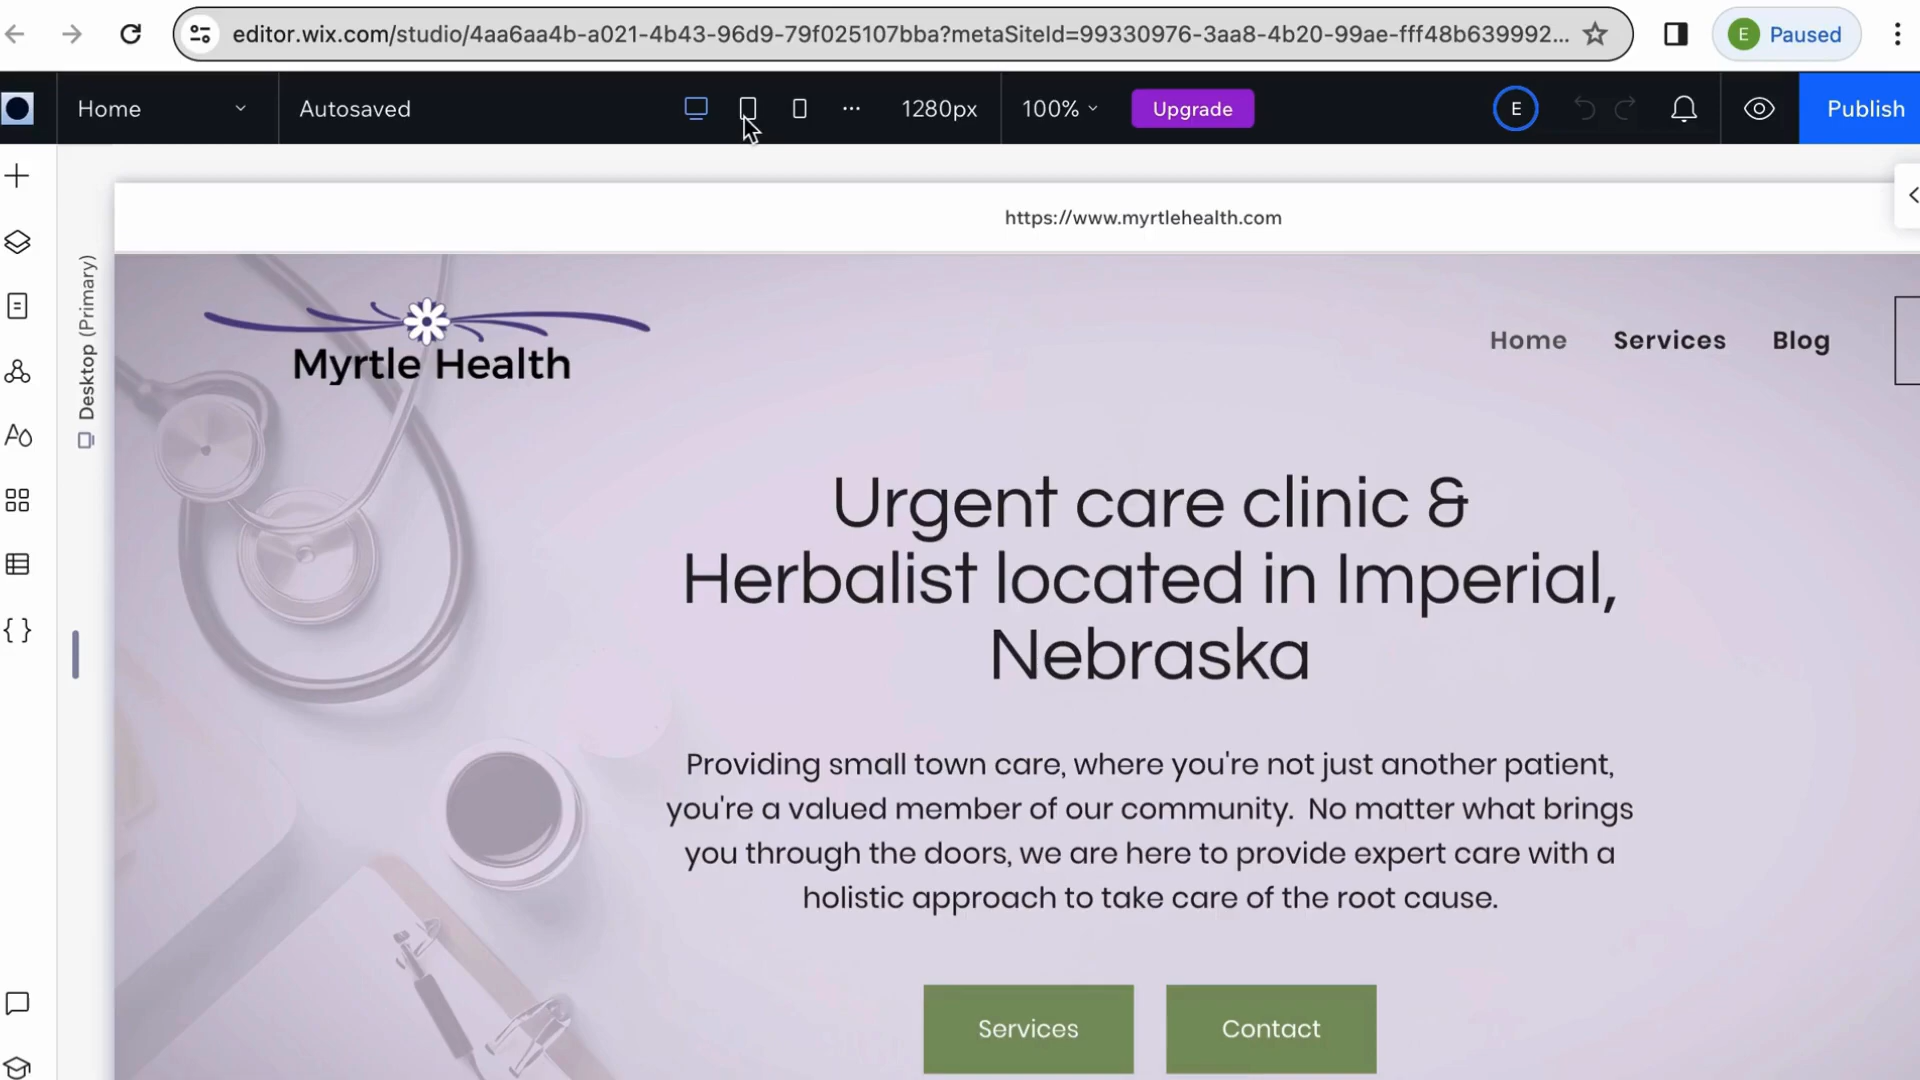 editor.wix.com/studio/4aa6aa4b-a021-4b43-96d9-79f025107bba?metaSiteId=99330976-3aa8-4b20-99ae-fff48b639992...
E Paused
Home
Autosaved
1280px
100%
Upgrade
E
Publish
https://www.myrtlehealth.com
Desktop (Primary)
Myrtle Health
Home Services Blog
Urgent care clinic &
Herbalist located in Imperial,
Nebraska
Providing small town care, where you're not just another patient,
you're a valued member of our community.  No matter what brings
you through the doors, we are here to provide expert care with a
holistic approach to take care of the root cause.
Services
Contact